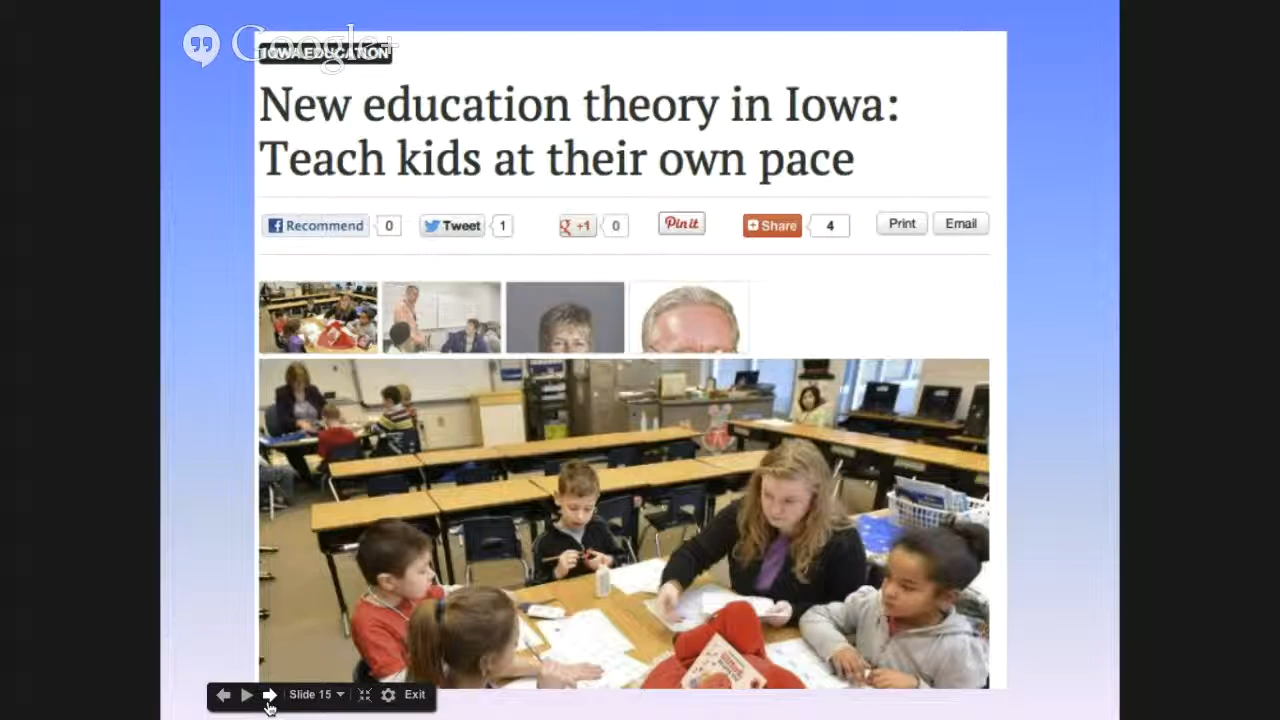 Google+
IOWA EDUCATION
New education theory in Iowa:
Teach kids at their own pace
Recommend 0 Tweet 1 +1 0 Pin it Share 4 Print Email
Slide 15 Exit